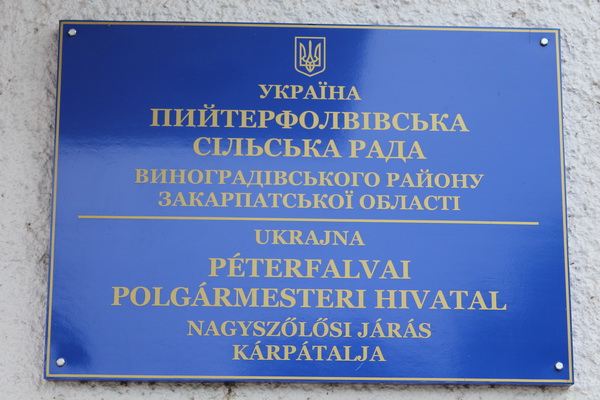 УКРАЇНА
ПИЙТЕРФОЛВІВСЬКА
СІЛЬСЬКА РАДА
ВИНОГРАДІВСЬКОГО РАЙОНУ
ЗАКАРПАТСЬКОЇ ОБЛАСТІ
UKRAJNA
PÉTERFALVAI
POLGÁRMESTERI HIVATAL
NAGYSZŐLŐSI JÁRÁS
KÁRPÁTALJA